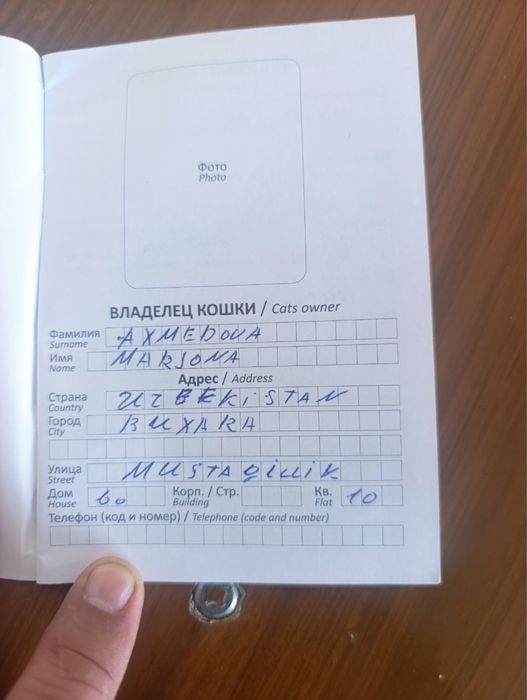 Фото
Photo
ВЛАДЕЛЕЦ КОШКИ / Cats owner
Фамилия AXMEDOVA
Surname
Имя MARJONA
Name
Адрес / Address
Страна UZBEKiSTAN
Country
Город BUXARA
City
Улица MUSTAQILLIK
Street
Дом 60 Корп. / Стр. Кв. 10
House Building Flat
Телефон (код и номер) / Telephone (code and number)